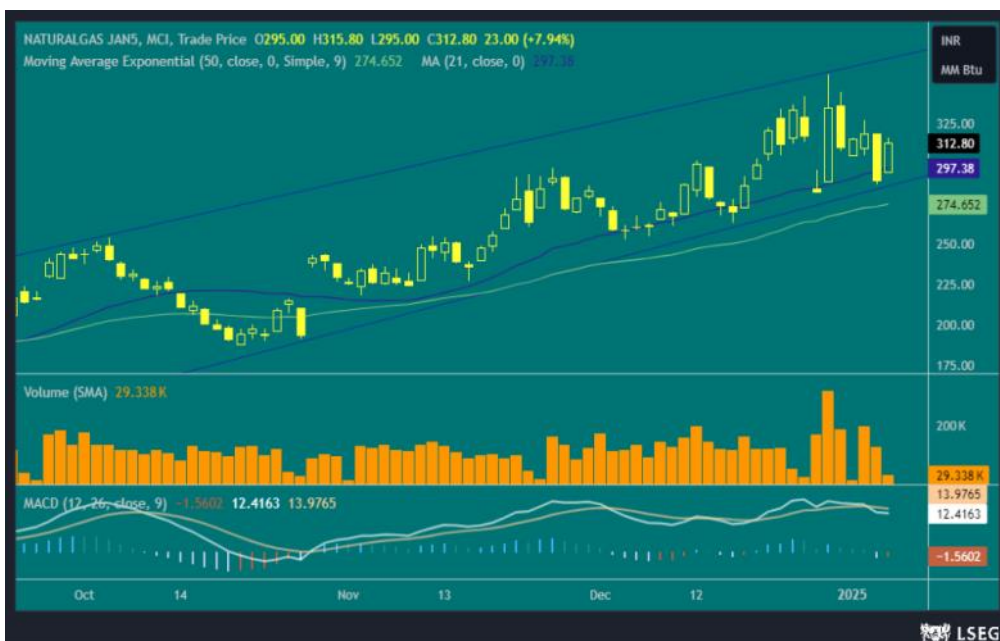 NATURALGAS JAN5, MCI, Trade Price O295.00 H315.80 L295.00 C312.80 23.00 (+7.94%)
Moving Average Exponential (50, close, 0, Simple, 9) 274.652 MA (21, close, 0) 297.38
INR
MM Btu
325.00
312.80
297.38
274.652
250.00
225.00
200.00
175.00
Volume (SMA) 29.338K
200K
29.338K
MACD (12, 26, close, 9) -1.5602 12.4163 13.9765
13.9765
12.4163
-1.5602
Oct 14 Nov 13 Dec 12 2025
LSEG